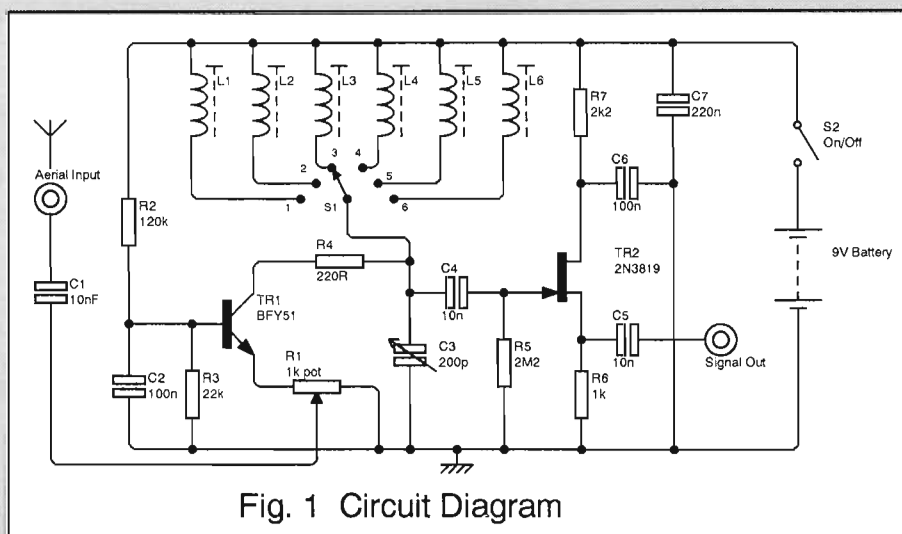 L1
L2
L3
L4
L5
L6
R7
2k2
C7
220n
S2
On/Off
Aerial Input
3
4
2
5
1
S1
6
C6
100n
R2
120k
R4
220R
TR2
2N3819
9V Battery
C1
10nF
TR1
BFY51
C4
10n
C3
200p
C5
10n
Signal Out
C2
100n
R3
22k
R1
1k pot
R5
2M2
R6
1k
Fig. 1 Circuit Diagram